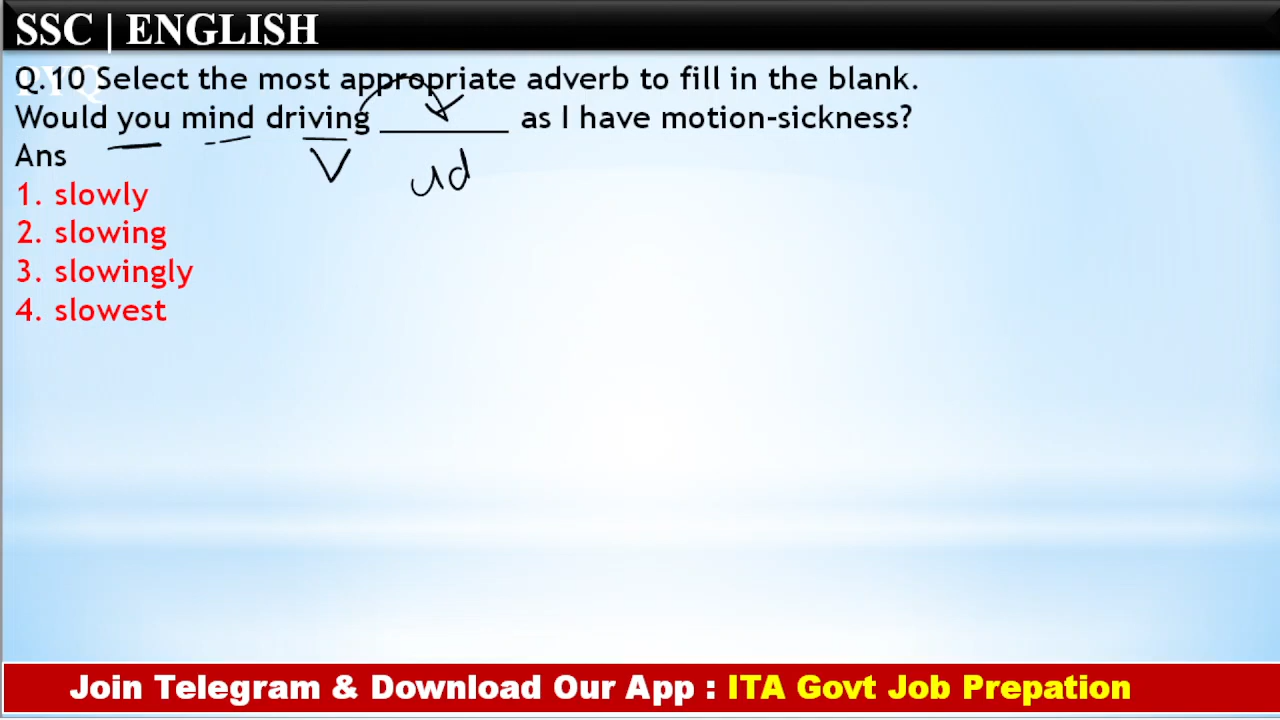 SSC | ENGLISH
PYQ
Q.10 Select the most appropriate adverb to fill in the blank.
Would you mind driving ________ as I have motion-sickness?
V
ad
Ans
1. slowly
2. slowing
3. slowingly
4. slowest
Join Telegram & Download Our App : ITA Govt Job Prepation